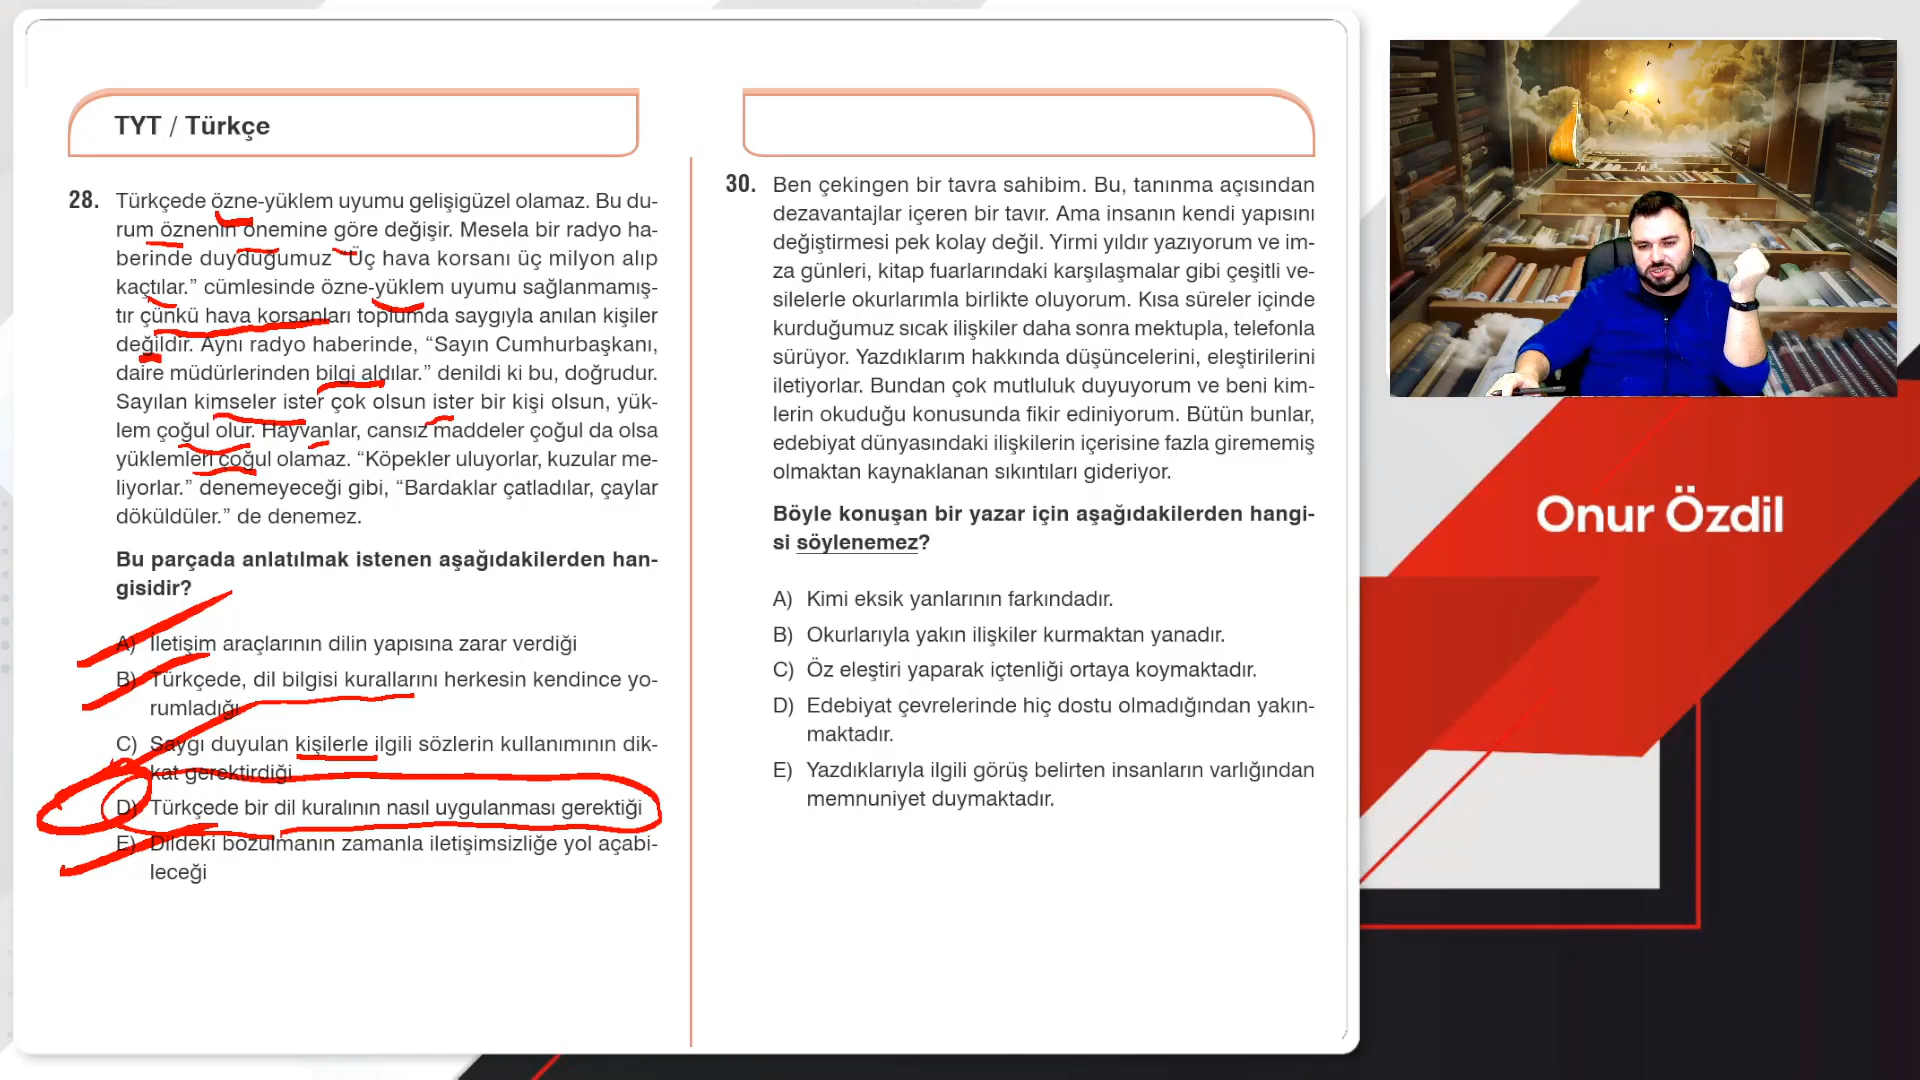 TYT / Türkçe
28. Türkçede özne-yüklem uyumu gelişigüzel olamaz. Bu du-
rum öznenin önemine göre değişir. Mesela bir radyo ha-
berinde duyduğumuz “Üç hava korsanı üç milyon alıp
kaçtılar.” cümlesinde özne-yüklem uyumu sağlanmamış-
tır çünkü hava korsanları toplumda saygıyla anılan kişiler
değildir. Aynı radyo haberinde, “Sayın Cumhurbaşkanı,
daire müdürlerinden bilgi aldılar.” denildi ki bu, doğrudur.
Sayılan kimseler ister çok olsun ister bir kişi olsun, yük-
lem çoğul olur. Hayvanlar, cansız maddeler çoğul da olsa
yüklemleri çoğul olamaz. “Köpekler uluyorlar, kuzular me-
liyorlar.” denemeyeceği gibi, “Bardaklar çatladılar, çaylar
döküldüler.” de denemez.
Bu parçada anlatılmak istenen aşağıdakilerden han-
gisidir?
A) İletişim araçlarının dilin yapısına zarar verdiği
B) Türkçede, dil bilgisi kurallarını herkesin kendince yo-
rumladığı
C) Saygı duyulan kişilerle ilgili sözlerin kullanımının dik-
kat gerektirdiği
D) Türkçede bir dil kuralının nasıl uygulanması gerektiği
E) Dildeki bozulmanın zamanla iletişimsizliğe yol açabi-
leceği
30. Ben çekingen bir tavra sahibim. Bu, tanınma açısından
dezavantajlar içeren bir tavır. Ama insanın kendi yapısını
değiştirmesi pek kolay değil. Yirmi yıldır yazıyorum ve im-
za günleri, kitap fuarlarındaki karşılaşmalar gibi çeşitli ve-
silelerle okurlarımla birlikte oluyorum. Kısa süreler içinde
kurduğumuz sıcak ilişkiler daha sonra mektupla, telefonla
sürüyor. Yazdıklarım hakkında düşüncelerini, eleştirilerini
iletiyorlar. Bundan çok mutluluk duyuyorum ve beni kim-
lerin okuduğu konusunda fikir ediniyorum. Bütün bunlar,
edebiyat dünyasındaki ilişkilerin içerisine fazla girememiş
olmaktan kaynaklanan sıkıntıları gideriyor.
Böyle konuşan bir yazar için aşağıdakilerden hangi-
si söylenemez?
A) Kimi eksik yanlarının farkındadır.
B) Okurlarıyla yakın ilişkiler kurmaktan yanadır.
C) Öz eleştiri yaparak içtenliği ortaya koymaktadır.
D) Edebiyat çevrelerinde hiç dostu olmadığından yakın-
maktadır.
E) Yazdıklarıyla ilgili görüş belirten insanların varlığından
memnuniyet duymaktadır.
Onur Özdil